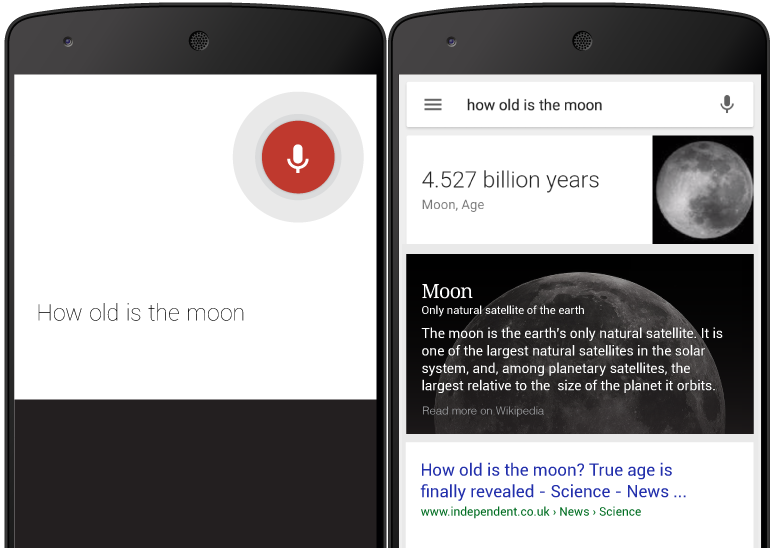 How old is the moon
how old is the moon
4.527 billion years
Moon, Age
Moon
Only natural satellite of the earth
The moon is the earth's only natural satellite. It is
one of the largest natural satellites in the solar
system, and, among planetary satellites, the
largest relative to the size of the planet it orbits.
Read more on Wikipedia
How old is the moon? True age is
finally revealed - Science - News ...
www.independent.co.uk › News › Science